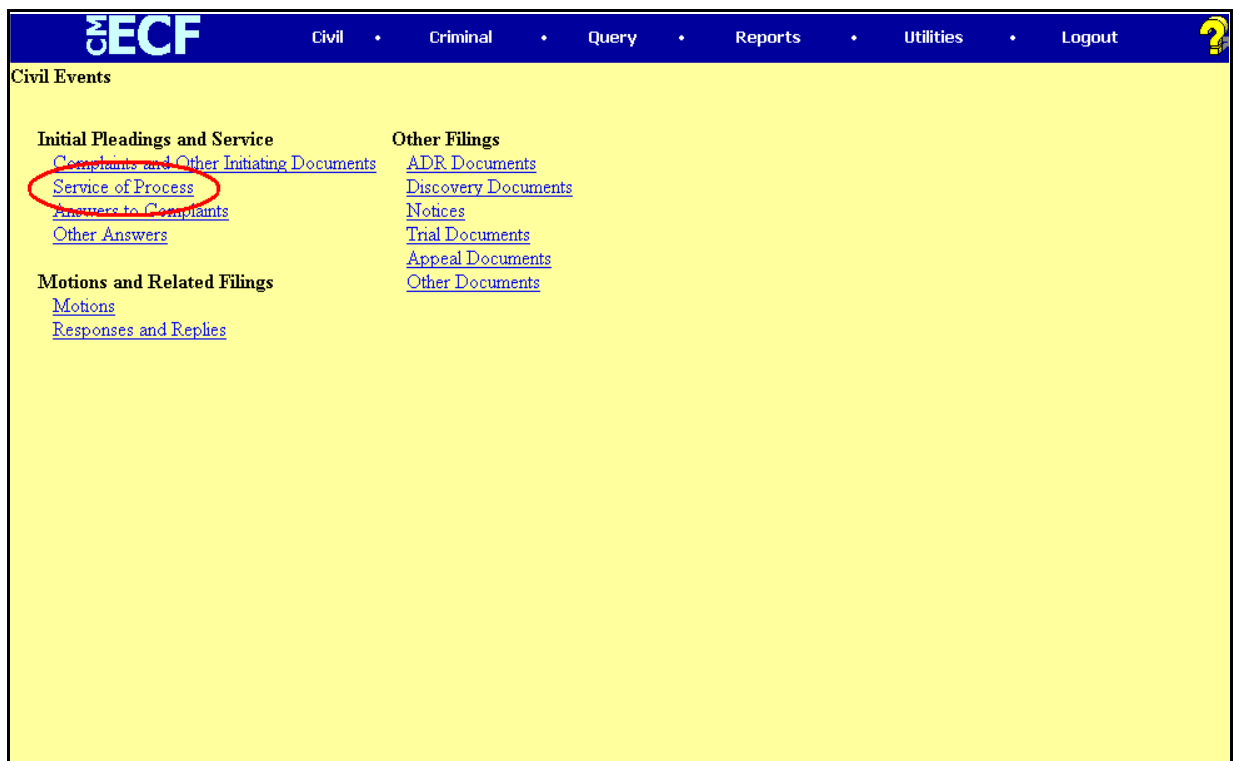 CM ECF Civil • Criminal • Query • Reports • Utilities • Logout ?
Civil Events
Initial Pleadings and Service
Complaints and Other Initiating Documents
Service of Process
Answers to Complaints
Other Answers
Motions and Related Filings
Motions
Responses and Replies
Other Filings
ADR Documents
Discovery Documents
Notices
Trial Documents
Appeal Documents
Other Documents